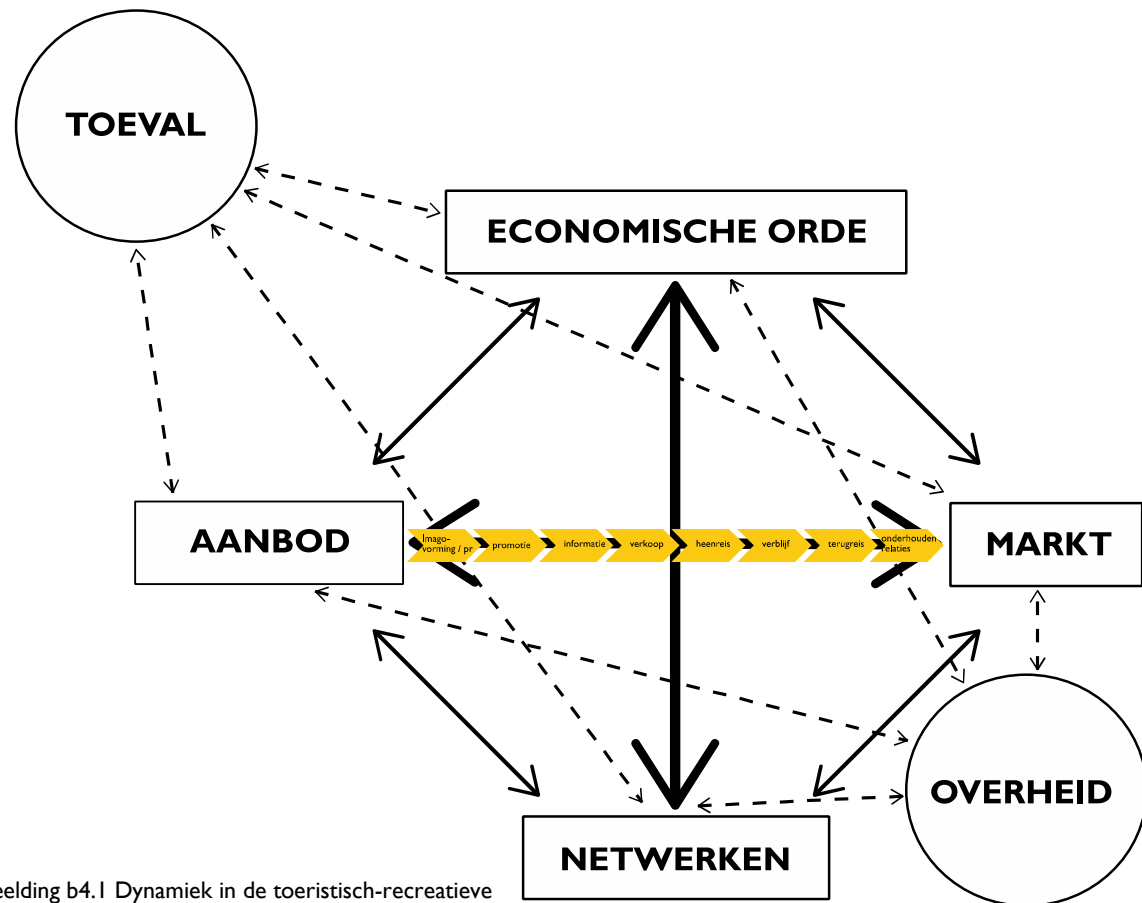 TOEVAL
ECONOMISCHE ORDE
AANBOD
Imago-
vorming / pr
promotie
informatie
verkoop
heenreis
verblijf
terugreis
onderhouden
relaties
MARKT
OVERHEID
NETWERKEN
eelding b4.1 Dynamiek in de toeristisch-recreatieve